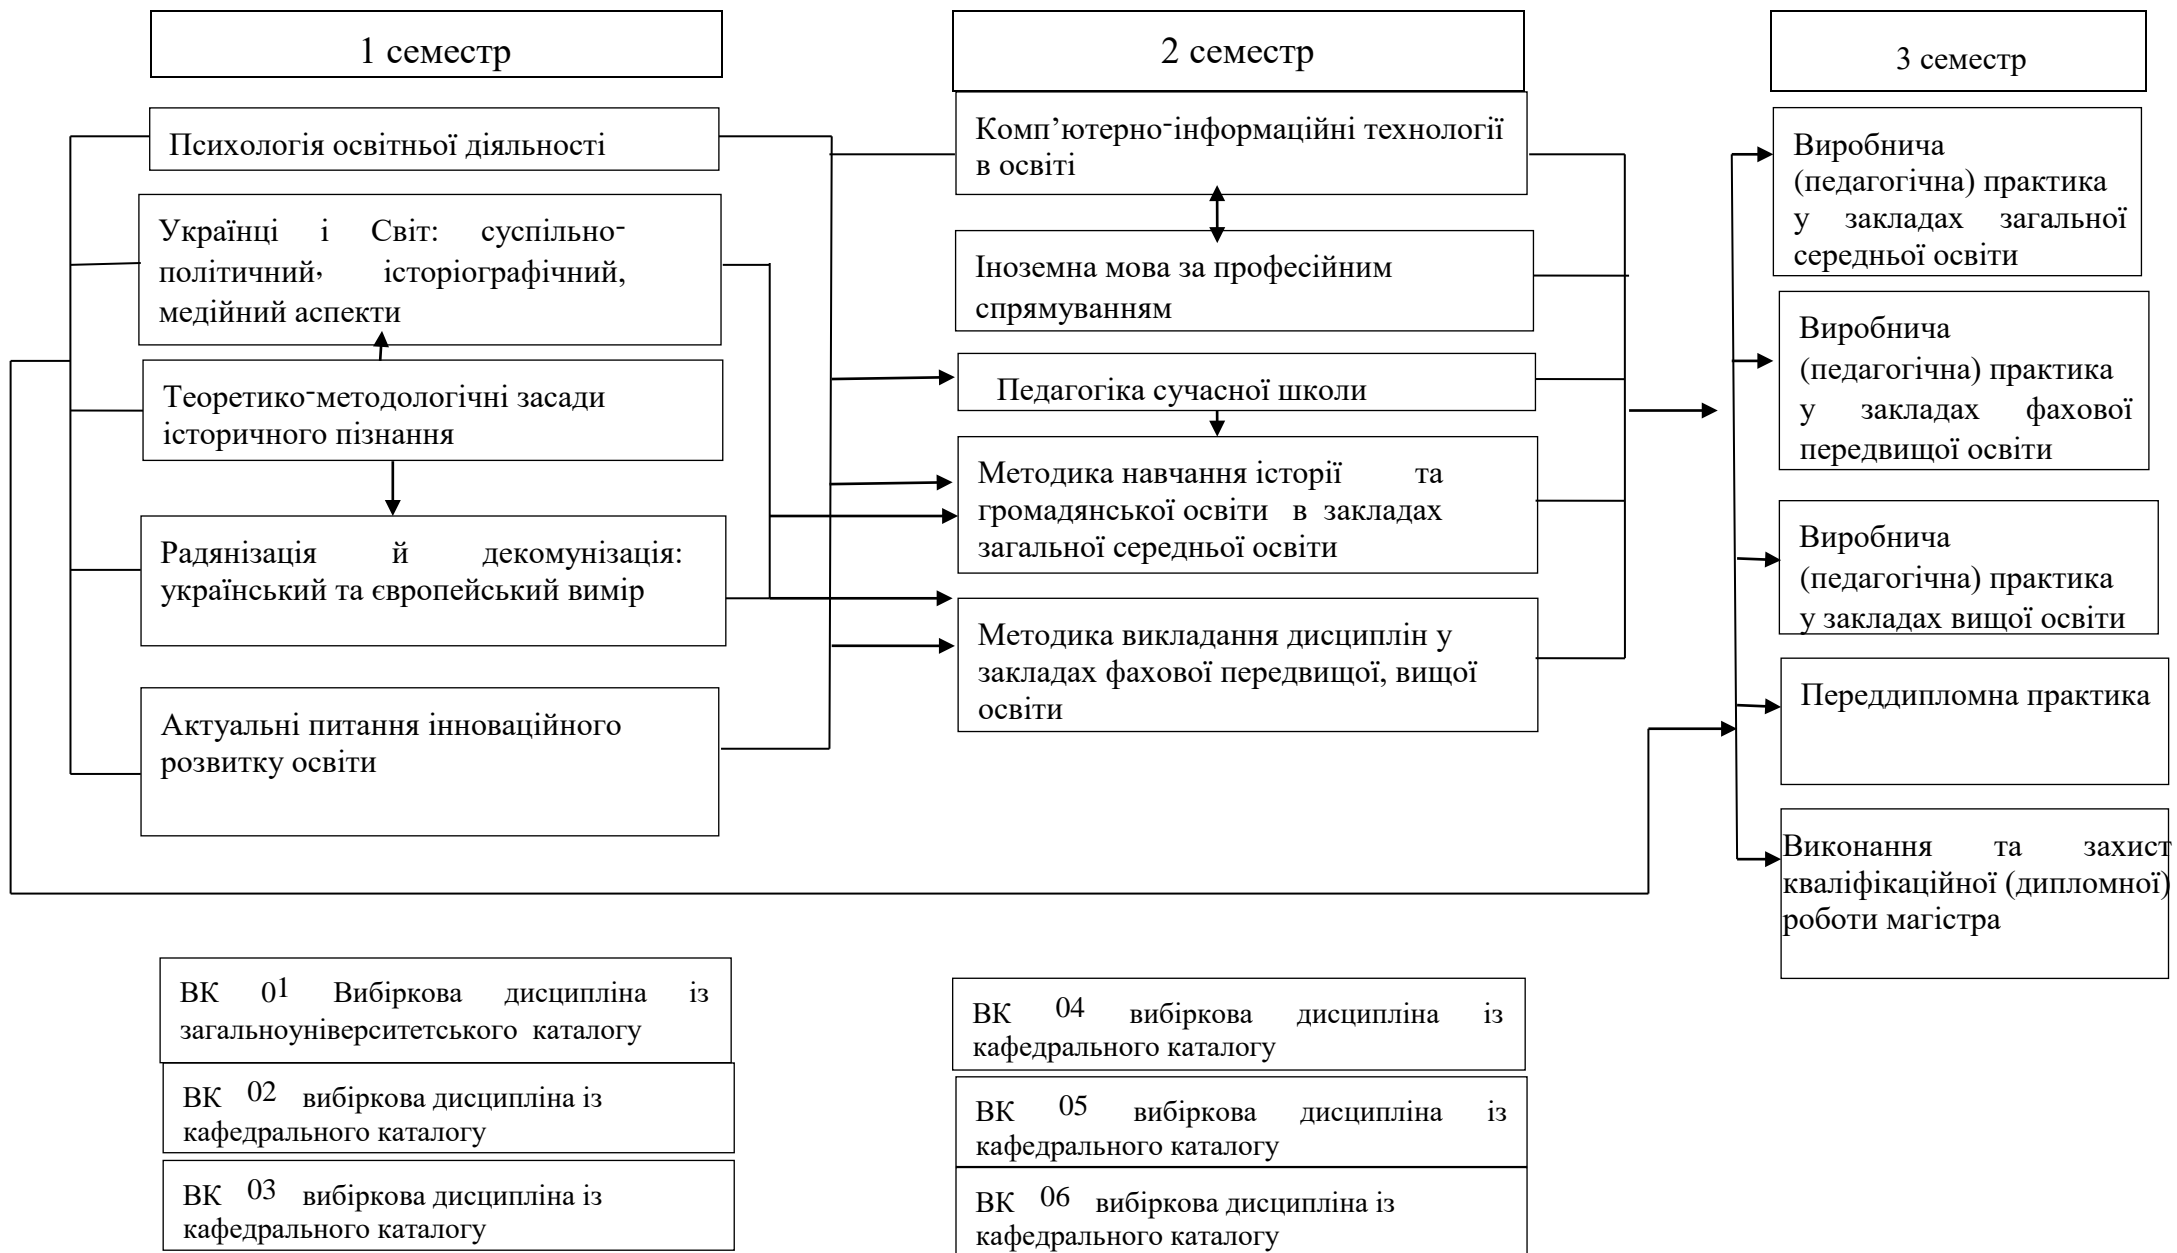 1 семестр
Психологія освітньої діяльності
Українці і Світ: суспільно-
політичний, історіографічний,
медійний аспекти
Теоретико-методологічні засади
історичного пізнання
Радянізація й декомунізація:
український та європейський вимір
Актуальні питання інноваційного
розвитку освіти
ВК 01 Вибіркова дисципліна із
загальноуніверситетського каталогу
ВК 02 вибіркова дисципліна із
кафедрального каталогу
ВК 03 вибіркова дисципліна із
кафедрального каталогу
2 семестр
Комп’ютерно-інформаційні технології
в освіті
Іноземна мова за професійним
спрямуванням
Педагогіка сучасної школи
Методика навчання історії та
громадянської освіти в закладах
загальної середньої освіти
Методика викладання дисциплін у
закладах фахової передвищої, вищої
освіти
ВК 04 вибіркова дисципліна із
кафедрального каталогу
ВК 05 вибіркова дисципліна із
кафедрального каталогу
ВК 06 вибіркова дисципліна із
кафедрального каталогу
3 семестр
Виробнича
(педагогічна) практика
у закладах загальної
середньої освіти
Виробнича
(педагогічна) практика
у закладах фахової
передвищої освіти
Виробнича
(педагогічна) практика
у закладах вищої освіти
Переддипломна практика
Виконання та захист
кваліфікаційної (дипломної)
роботи магістра